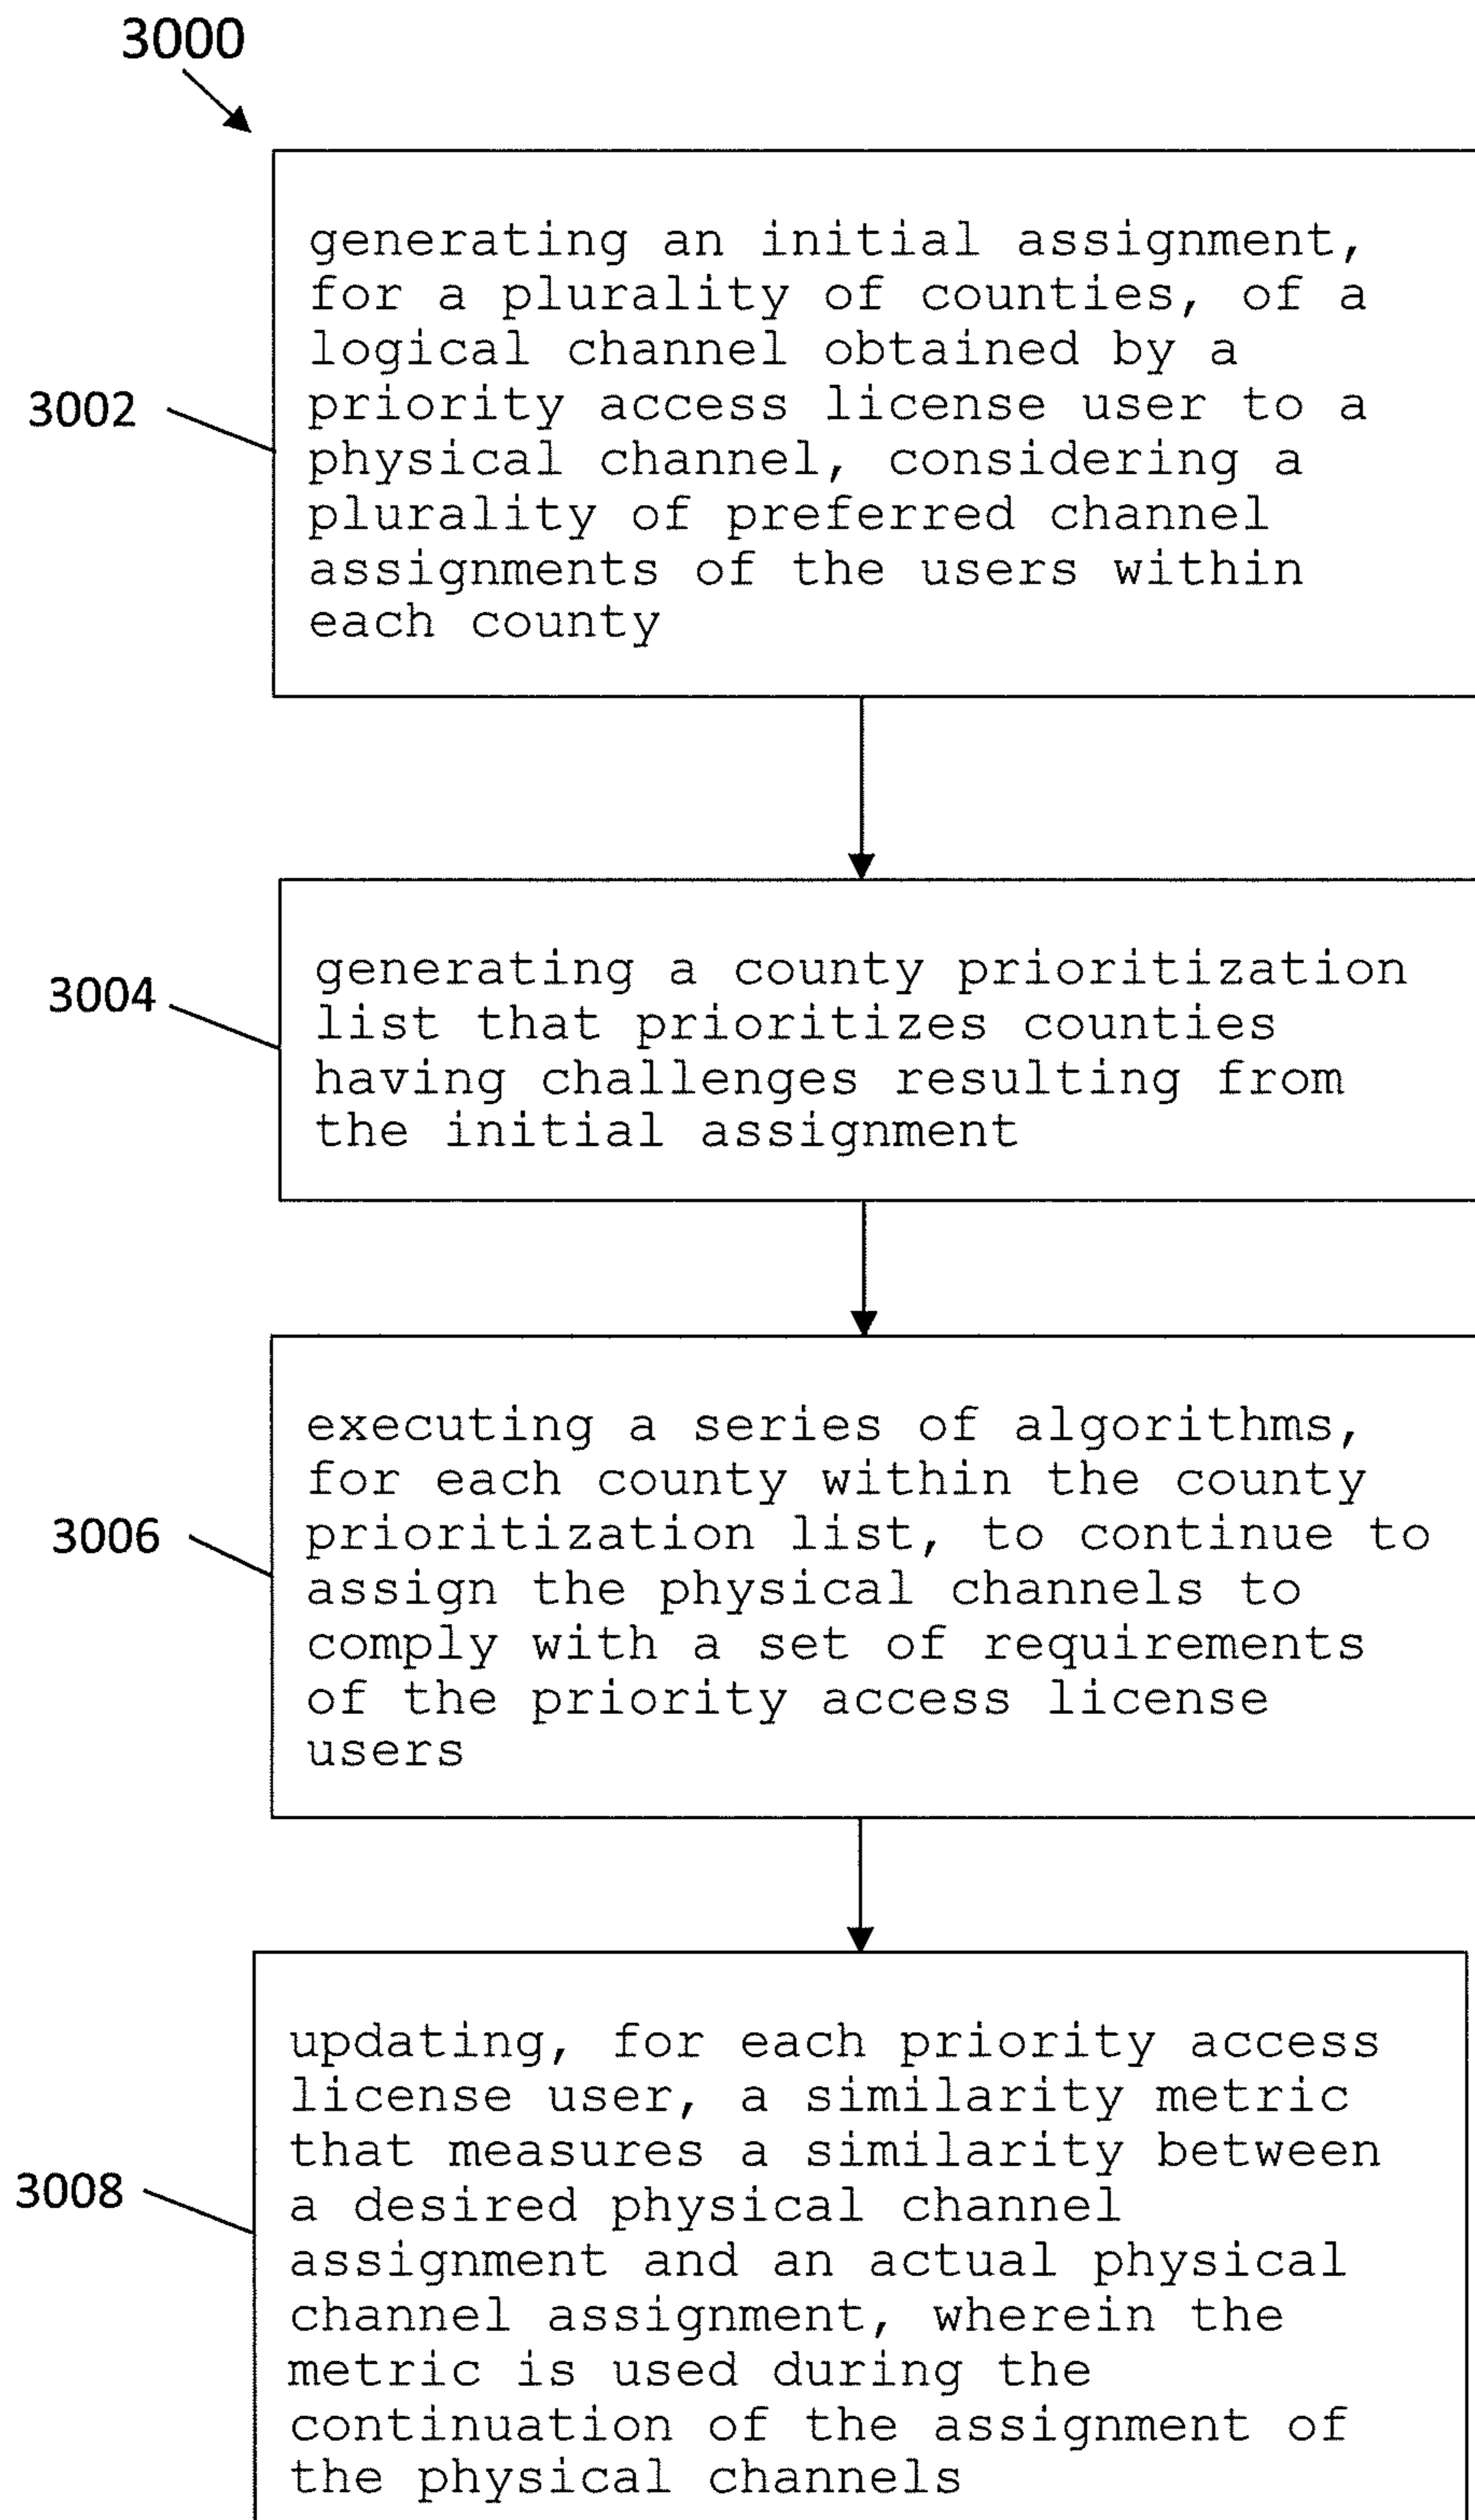 3000
generating an initial assignment,
for a plurality of counties, of a
logical channel obtained by a
3002
priority access license user to a
physical channel, considering a
plurality of preferred channel
assignments of the users within
each county
3004
generating a county prioritization
list that prioritizes counties
having challenges resulting from
the initial assignment
3006
executing a series of algorithms,
for each county within the county
prioritization list, to continue to
assign the physical channels to
comply with a set of requirements
of the priority access license
users
3008
updating, for each priority access
license user, a similarity metric
that measures a similarity between
a desired physical channel
assignment and an actual physical
channel assignment, wherein the
metric is used during the
continuation of the assignment of
the physical channels